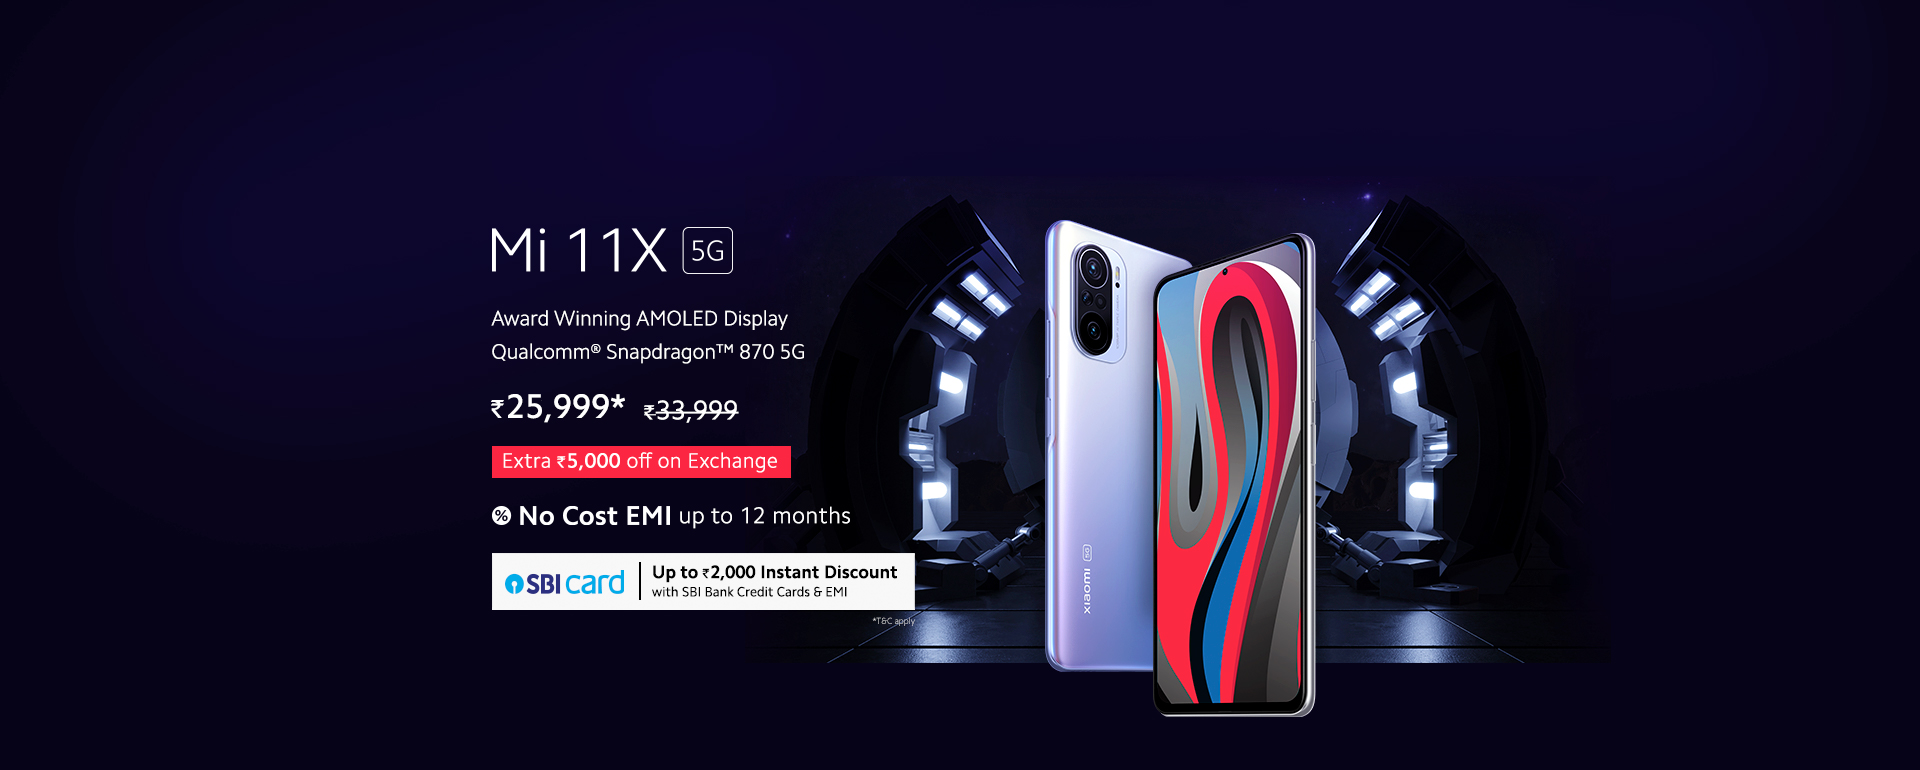 Mi 11X 5G
Award Winning AMOLED Display
Qualcomm® Snapdragon™ 870 5G
₹25,999* ₹33,999
Extra ₹5,000 off on Exchange
% No Cost EMI up to 12 months
SBI card
Up to ₹2,000 Instant Discount
with SBI Bank Credit Cards & EMI
*T&C apply
xiaomi 5G